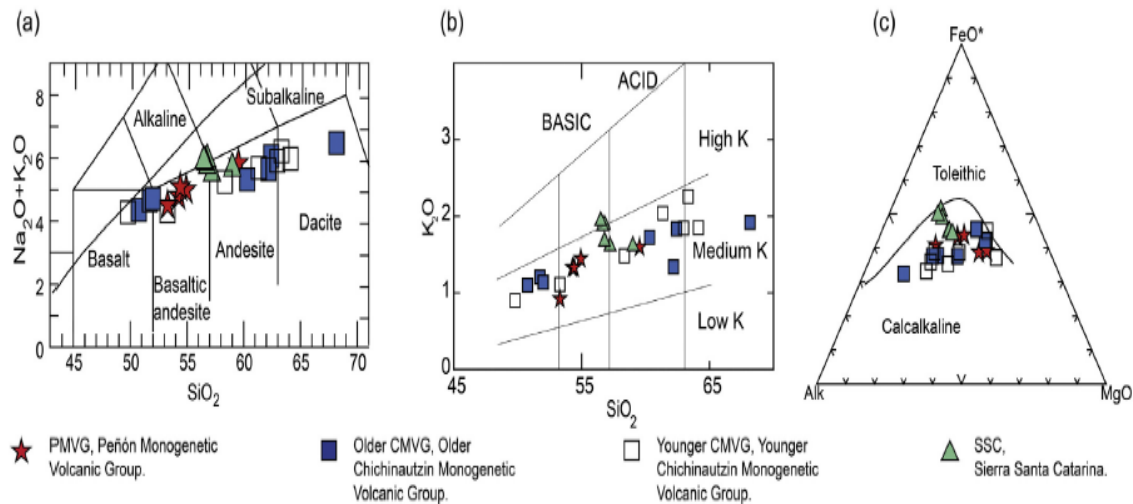 (a)
(b)
(c)
Na₂O+K₂O
8
6
4
2
0
Alkaline
Subalkaline
Basalt
Basaltic
andesite
Andesite
Dacite
45
50
55
60
65
70
SiO₂
K₂O
3
2
1
0
BASIC
ACID
High K
Medium K
Low K
45
55
65
SiO₂
FeO*
Toleithic
Calcalkaline
Alk
MgO
PMVG, Peñón Monogenetic
Volcanic Group.
Older CMVG, Older
Chichinautzin Monogenetic
Volcanic Group.
Younger CMVG, Younger
Chichinautzin Monogenetic
Volcanic Group.
SSC,
Sierra Santa Catarina.